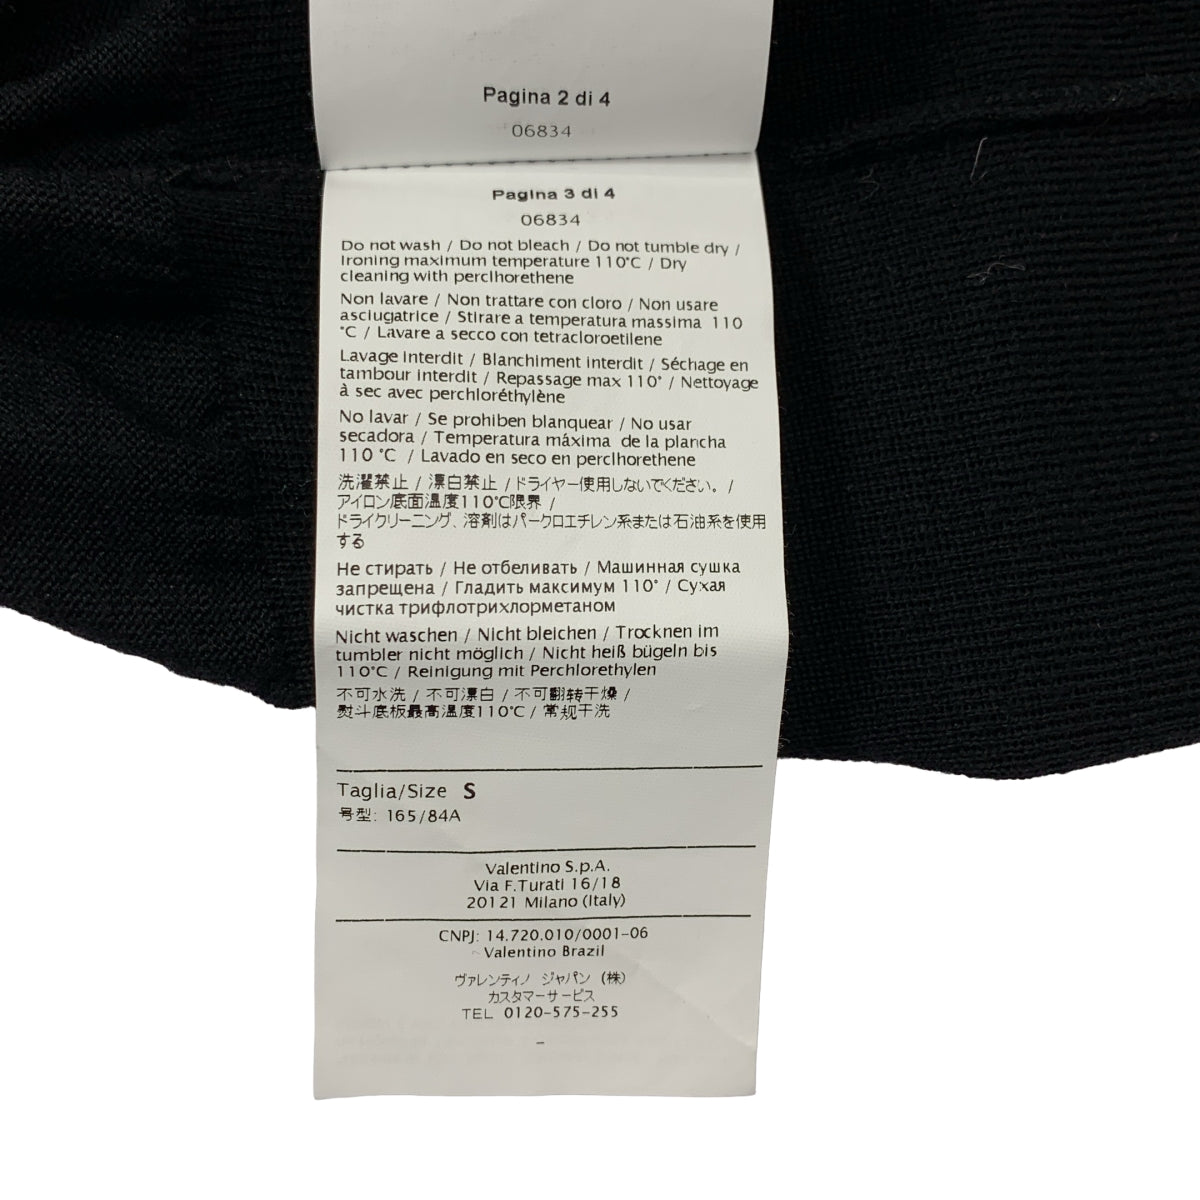 Pagina 2 di 4
06834
Pagina 3 di 4
06834
Do not wash / Do not bleach / Do not tumble dry /
Ironing maximum temperature 110°C / Dry
cleaning with perclhorethene
Non lavare / Non trattare con cloro / Non usare
asciugatrice / Stirare a temperatura massima 110
°C / Lavare a secco con tetracloroetilene
Lavage interdit / Blanchiment interdit / Séchage en
tambour interdit / Repassage max 110° / Nettoyage
à sec avec perchloréthylène
No lavar / Se prohiben blanquear / No usar
secadora / Temperatura máxima de la plancha
110 °C / Lavado en seco en perclhorethene
洗濯禁止 / 漂白禁止 / ドライヤー使用しないでください。 /
アイロン底面温度110℃限界 /
ドライクリーニング、溶剤はパークロエチレン系または石油系を使用
する
Не стирать / Не отбеливать / Машинная сушка
запрещена / Гладить максимум 110° / Сухая
чистка трифлотрихлорметаном
Nicht waschen / Nicht bleichen / Trocknen im
tumbler nicht möglich / Nicht heiß bügeln bis
110°C / Reinigung mit Perchlorethylen
不可水洗 / 不可漂白 / 不可翻转干燥 /
熨斗底板最高温度110℃ / 常规干洗
Taglia/Size S
号型: 165/84A
Valentino S.p.A.
Via F.Turati 16/18
20121 Milano (Italy)
CNPJ: 14.720.010/0001-06
Valentino Brazil
ヴァレンティノ ジャパン (株)
カスタマーサービス
TEL 0120-575-255
-